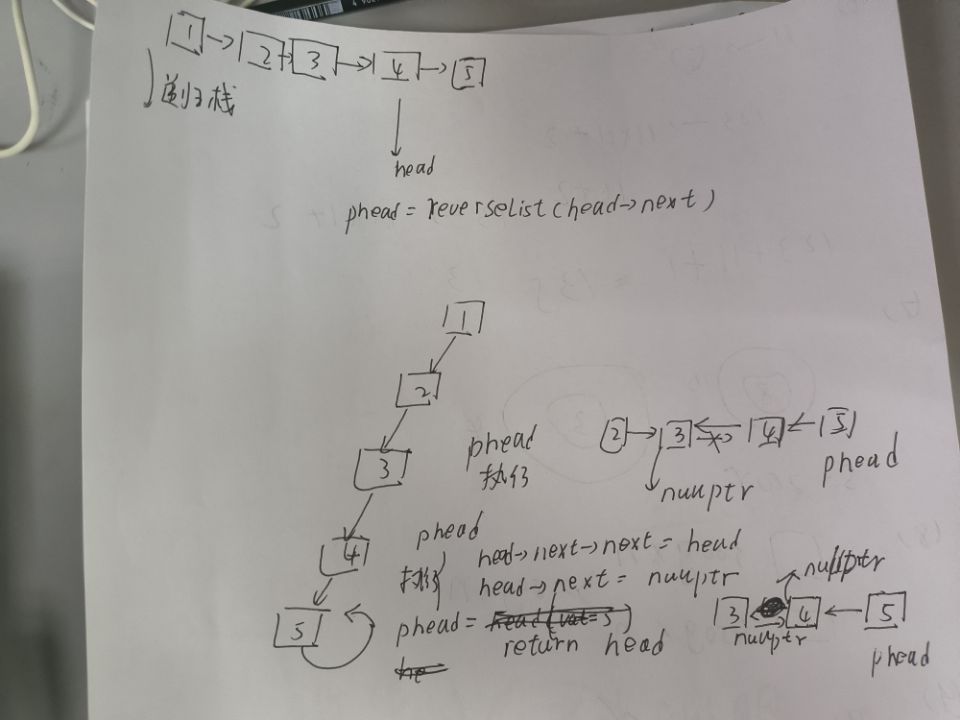 1 → 2 → 3 → 4 → 5
递归栈
head
phead = reverselist(head→next)
1
2
3
phead
执行
2 → 3 4 ← 5
phead
nullptr
4
phead
执行
head→next→next = head
head→next = nullptr
nullptr
5
phead = head(val=5)
return head
he
3 4 ← 5
nullptr
phead